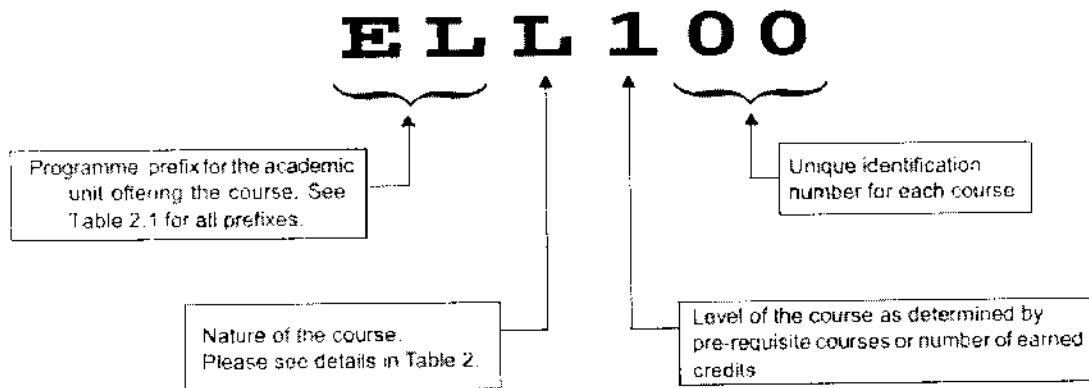 ELL100
Programme prefix for the academic
unit offering the course. See
Table 2.1 for all prefixes.
Unique identification
number for each course
Nature of the course.
Please see details in Table 2.
Level of the course as determined by
pre-requisite courses or number of earned
credits